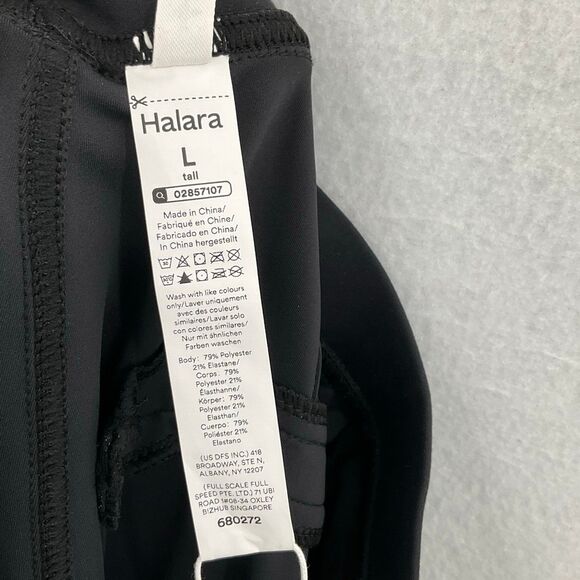 Halara
L
tall
02857107
Made in China/
Fabriqué en Chine/
Fabricado en China/
In China hergestellt
Wash with like colours
only/Laver uniquement
avec des couleurs
similaires/Lavar solo
con colores similares/
Nur mit ähnlichen
Farben waschen
Body: 79% Polyester
21% Elastane/
Corps: 79%
Polyester 21%
Élasthanne/
Körper: 79%
Polyester 21%
Elasthan/
Cuerpo: 79%
Poliéster 21%
Elastano
(US DFS INC.) 418
BROADWAY, STE N,
ALBANY, NY 12207
(FULL SCALE FULL
SPEED PTE. LTD.) 71 UBI
ROAD 1#08-34 OXLEY
BIZHUB SINGAPORE
680272